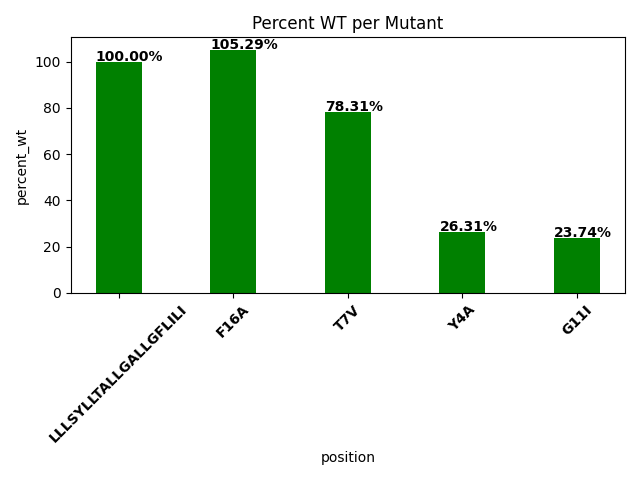 Percent WT per Mutant
percent_wt
100
80
60
40
20
0
100.00%
105.29%
78.31%
26.31%
23.74%
LLLSYLLTALLGALLGFLILI
F16A
T7V
Y4A
G11I
position